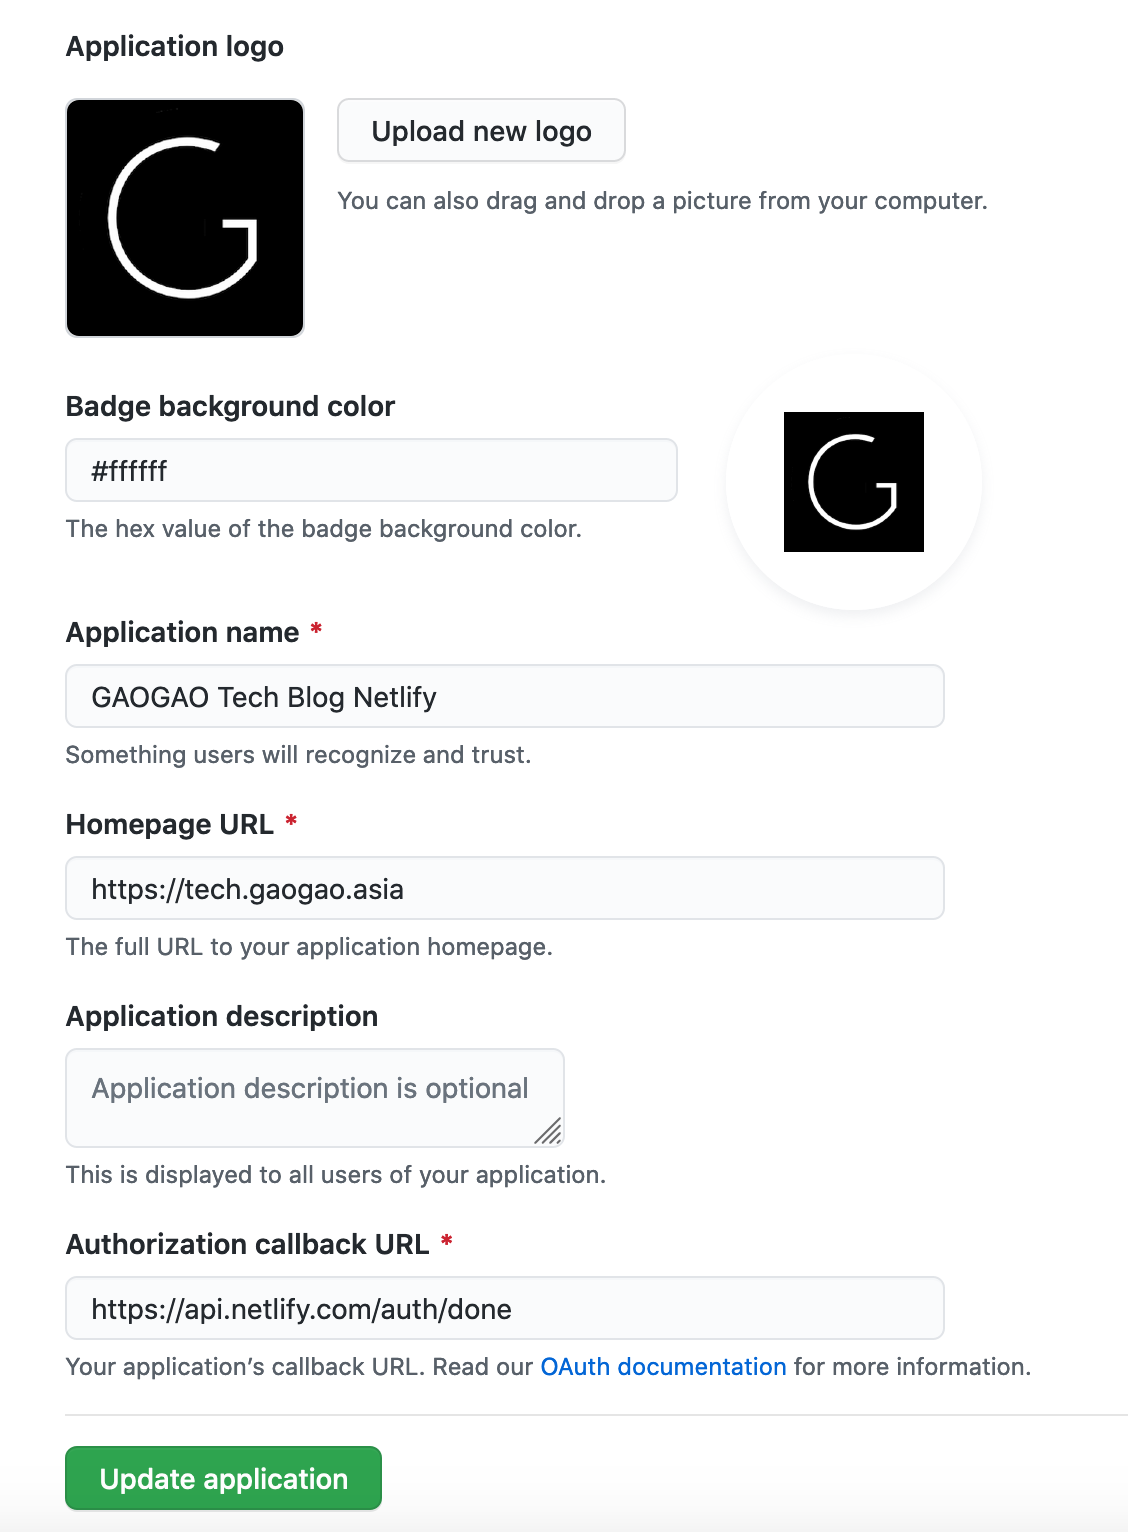 Application logo
G
Upload new logo
You can also drag and drop a picture from your computer.
Badge background color
#ffffff
The hex value of the badge background color.
G
Application name *
GAOGAO Tech Blog Netlify
Something users will recognize and trust.
Homepage URL *
https://tech.gaogao.asia
The full URL to your application homepage.
Application description
Application description is optional
This is displayed to all users of your application.
Authorization callback URL *
https://api.netlify.com/auth/done
Your application’s callback URL. Read our OAuth documentation for more information.
Update application